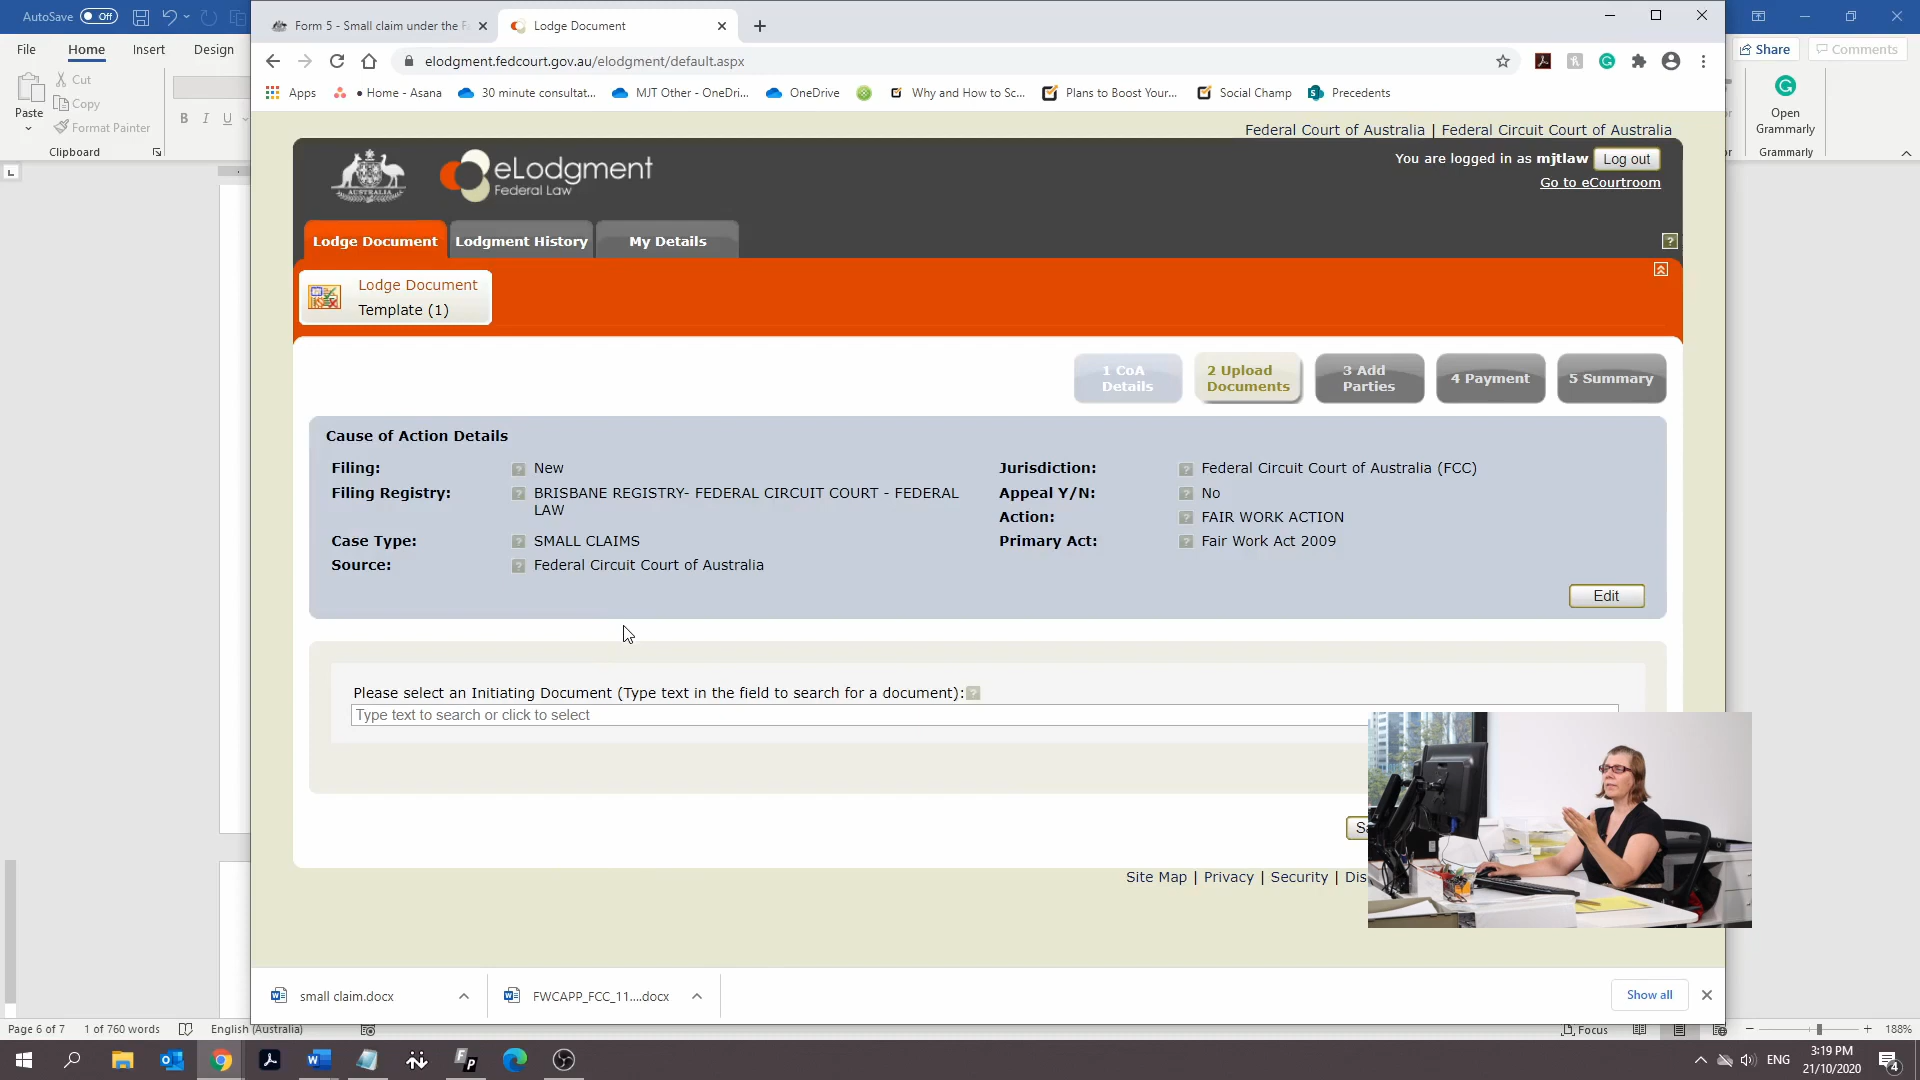 AutoSave Off
File Home Insert Design
Share Comments
Paste
Cut
Copy
Format Painter
B I U
Clipboard
Open
Grammarly
Grammarly
Form 5 - Small claim under the Fa
Lodge Document
elodgment.fedcourt.gov.au/elodgment/default.aspx
Apps
• Home - Asana
30 minute consultat...
MJT Other - OneDri...
OneDrive
Why and How to Sc...
Plans to Boost Your...
Social Champ
Precedents
Federal Court of Australia | Federal Circuit Court of Australia
AUSTRALIA
eLodgment
Federal Law
You are logged in as mjtlaw Log out
Go to eCourtroom
Lodge Document Lodgment History My Details
?
Lodge Document
Template (1)
1 CoA Details
2 Upload Documents
3 Add Parties
4 Payment
5 Summary
Cause of Action Details
Filing: ? New
Jurisdiction: ? Federal Circuit Court of Australia (FCC)
Filing Registry: ? BRISBANE REGISTRY- FEDERAL CIRCUIT COURT - FEDERAL
LAW
Appeal Y/N: ? No
Action: ? FAIR WORK ACTION
Case Type: ? SMALL CLAIMS
Primary Act: ? Fair Work Act 2009
Source: ? Federal Circuit Court of Australia
Edit
Please select an Initiating Document (Type text in the field to search for a document): ?
Type text to search or click to select
Site Map | Privacy | Security |
small claim.docx
FWCAPP_FCC_11....docx
Show all
Page 6 of 7 1 of 760 words English (Australia)
Focus
188%
ENG
3:19 PM
21/10/2020
4